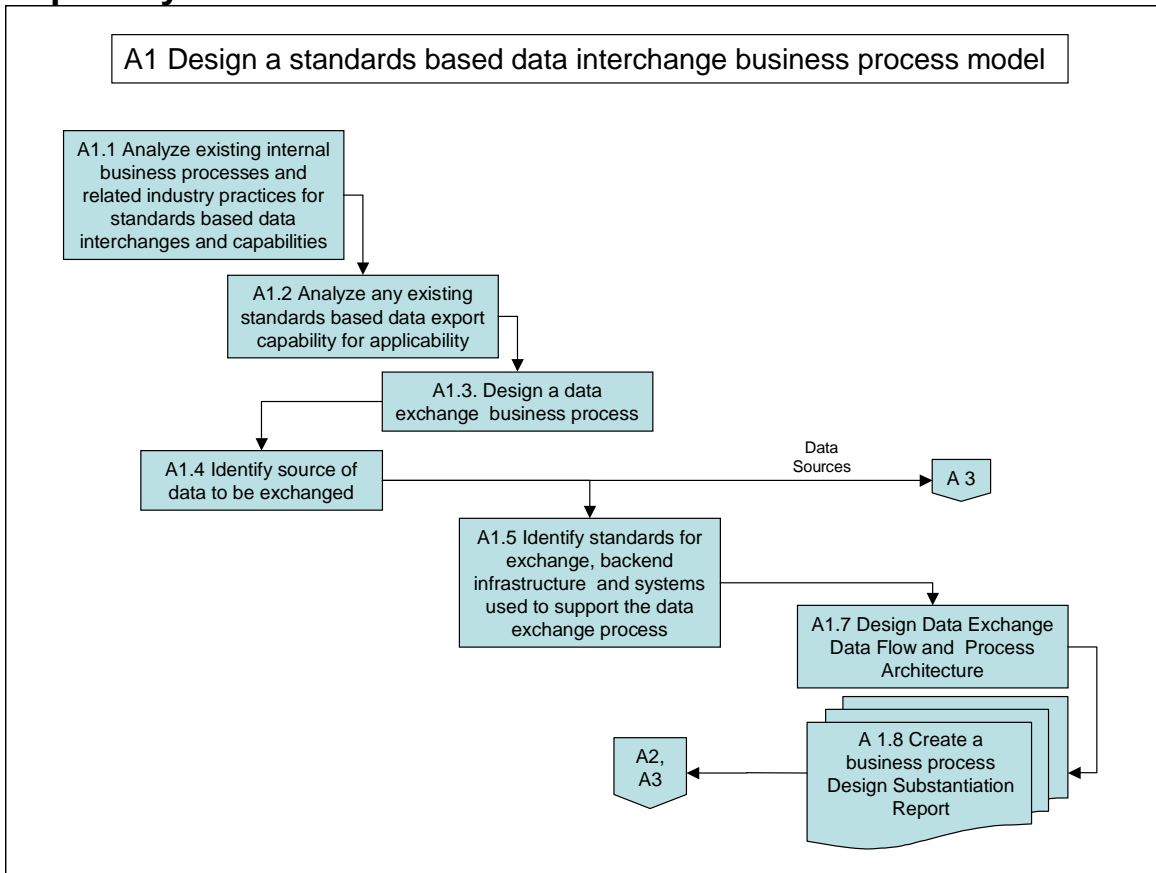 A1 Design a standards based data interchange business process model
A1.1 Analyze existing internal
business processes and
related industry practices for
standards based data
interchanges and capabilities
A1.2 Analyze any existing
standards based data export
capability for applicability
A1.3. Design a data
exchange business process
A1.4 Identify source of
data to be exchanged
Data
Sources
A 3
A1.5 Identify standards for
exchange, backend
infrastructure and systems
used to support the data
exchange process
A1.7 Design Data Exchange
Data Flow and Process
Architecture
A 1.8 Create a
business process
Design Substantiation
Report
A2,
A3